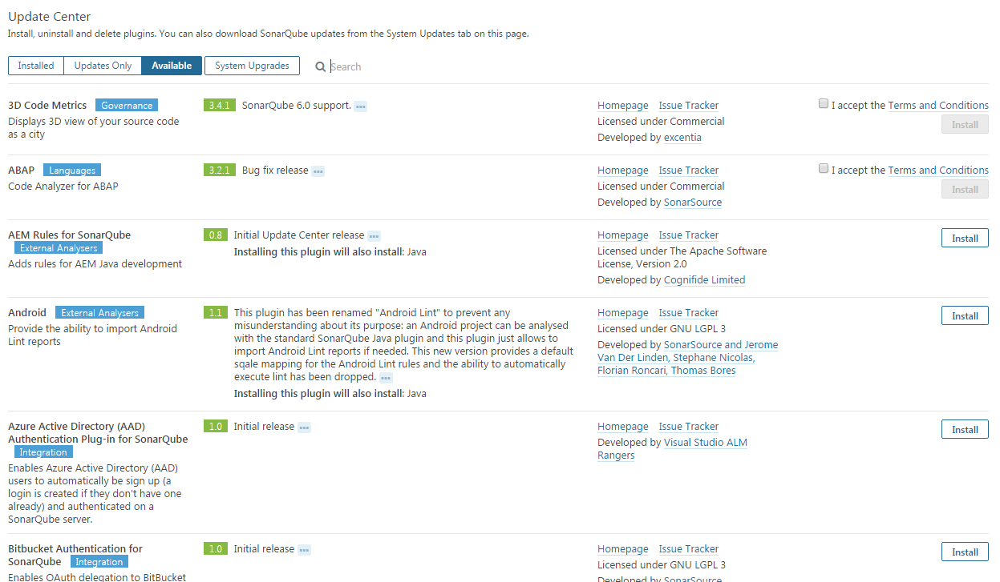 Update Center
Install, uninstall and delete plugins. You can also download SonarQube updates from the System Updates tab on this page.
Installed Updates Only Available System Upgrades Search
3D Code Metrics Governance
Displays 3D view of your source code
as a city
3.4.1 SonarQube 6.0 support. ...
Homepage Issue Tracker
Licensed under Commercial
Developed by excentia
I accept the Terms and Conditions
Install
ABAP Languages
Code Analyzer for ABAP
3.2.1 Bug fix release ...
Homepage Issue Tracker
Licensed under Commercial
Developed by SonarSource
I accept the Terms and Conditions
Install
AEM Rules for SonarQube
External Analysers
Adds rules for AEM Java development
0.8 Initial Update Center release ...
Installing this plugin will also install: Java
Homepage Issue Tracker
Licensed under The Apache Software
License, Version 2.0
Developed by Cognifide Limited
Install
Android External Analysers
Provide the ability to import Android
Lint reports
1.1 This plugin has been renamed "Android Lint" to prevent any
misunderstanding about its purpose: an Android project can be analysed
with the standard SonarQube Java plugin and this plugin just allows to
import Android Lint reports if needed. This new version provides a default
sqale mapping for the Android Lint rules and the ability to automatically
execute lint has been dropped. ...
Installing this plugin will also install: Java
Homepage Issue Tracker
Licensed under GNU LGPL 3
Developed by SonarSource and Jerome
Van Der Linden, Stephane Nicolas,
Florian Roncari, Thomas Bores
Install
Azure Active Directory (AAD)
Authentication Plug-in for SonarQube
Integration
Enables Azure Active Directory (AAD)
users to automatically be sign up (a
login is created if they don't have one
already) and authenticated on a
SonarQube server.
1.0 Initial release ...
Homepage Issue Tracker
Developed by Visual Studio ALM
Rangers
Install
Bitbucket Authentication for
SonarQube Integration
Enables OAuth delegation to BitBucket
1.0 Initial release ...
Homepage Issue Tracker
Licensed under GNU LGPL 3
Developed by SonarSource
Install